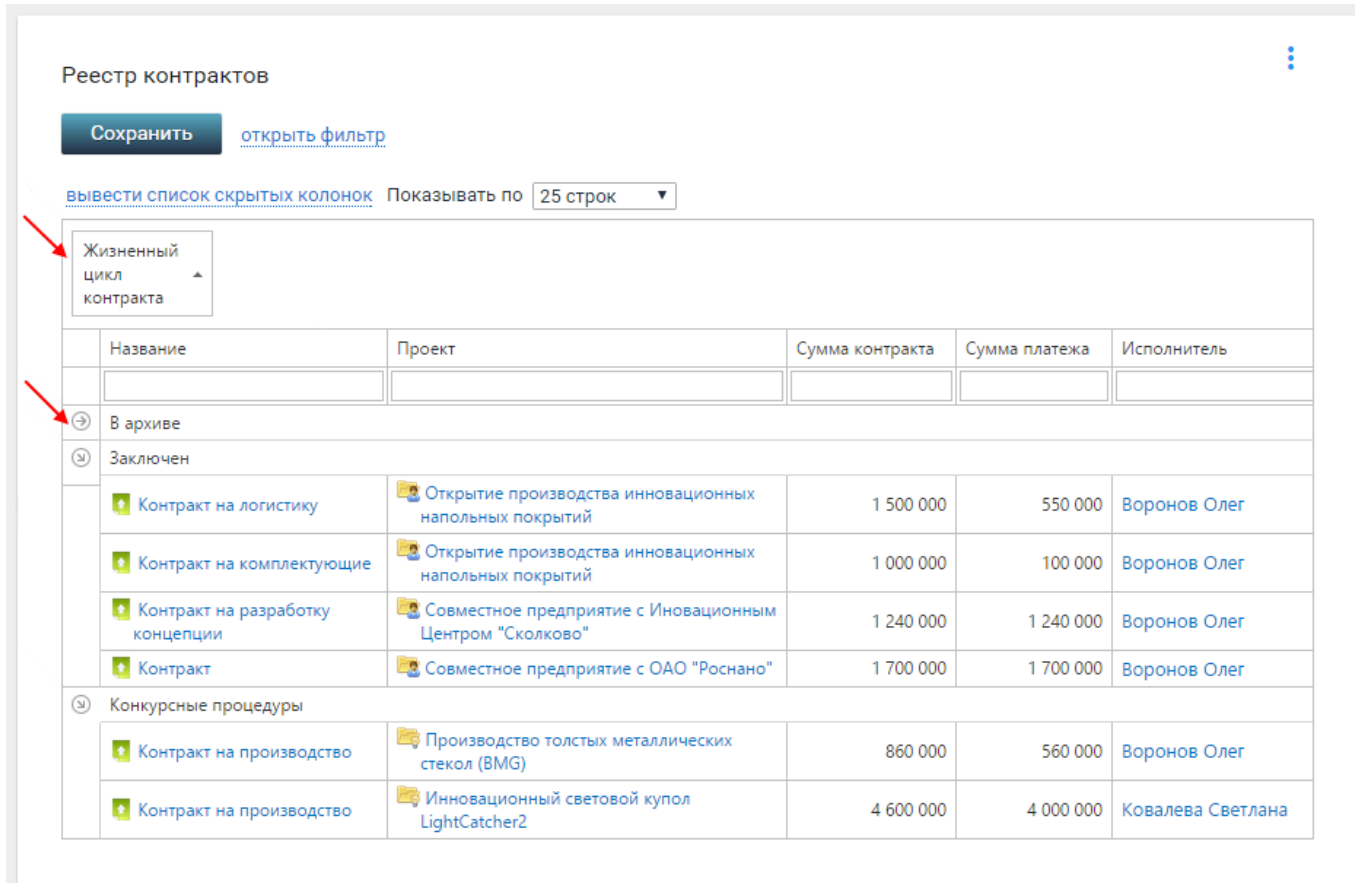 Реестр контрактов
Сохранить открыть фильтр
вывести список скрытых колонок Показывать по 25 строк
Жизненный
цикл
контракта
Название Проект Сумма контракта Сумма платежа Исполнитель
В архиве
Заключен
Контракт на логистику Открытие производства инновационных напольных покрытий 1 500 000 550 000 Воронов Олег
Контракт на комплектующие Открытие производства инновационных напольных покрытий 1 000 000 100 000 Воронов Олег
Контракт на разработку концепции Совместное предприятие с Иновационным Центром "Сколково" 1 240 000 1 240 000 Воронов Олег
Контракт Совместное предприятие с ОАО "Роснано" 1 700 000 1 700 000 Воронов Олег
Конкурсные процедуры
Контракт на производство Производство толстых металлических стекол (BMG) 860 000 560 000 Воронов Олег
Контракт на производство Инновационный световой купол LightCatcher2 4 600 000 4 000 000 Ковалева Светлана